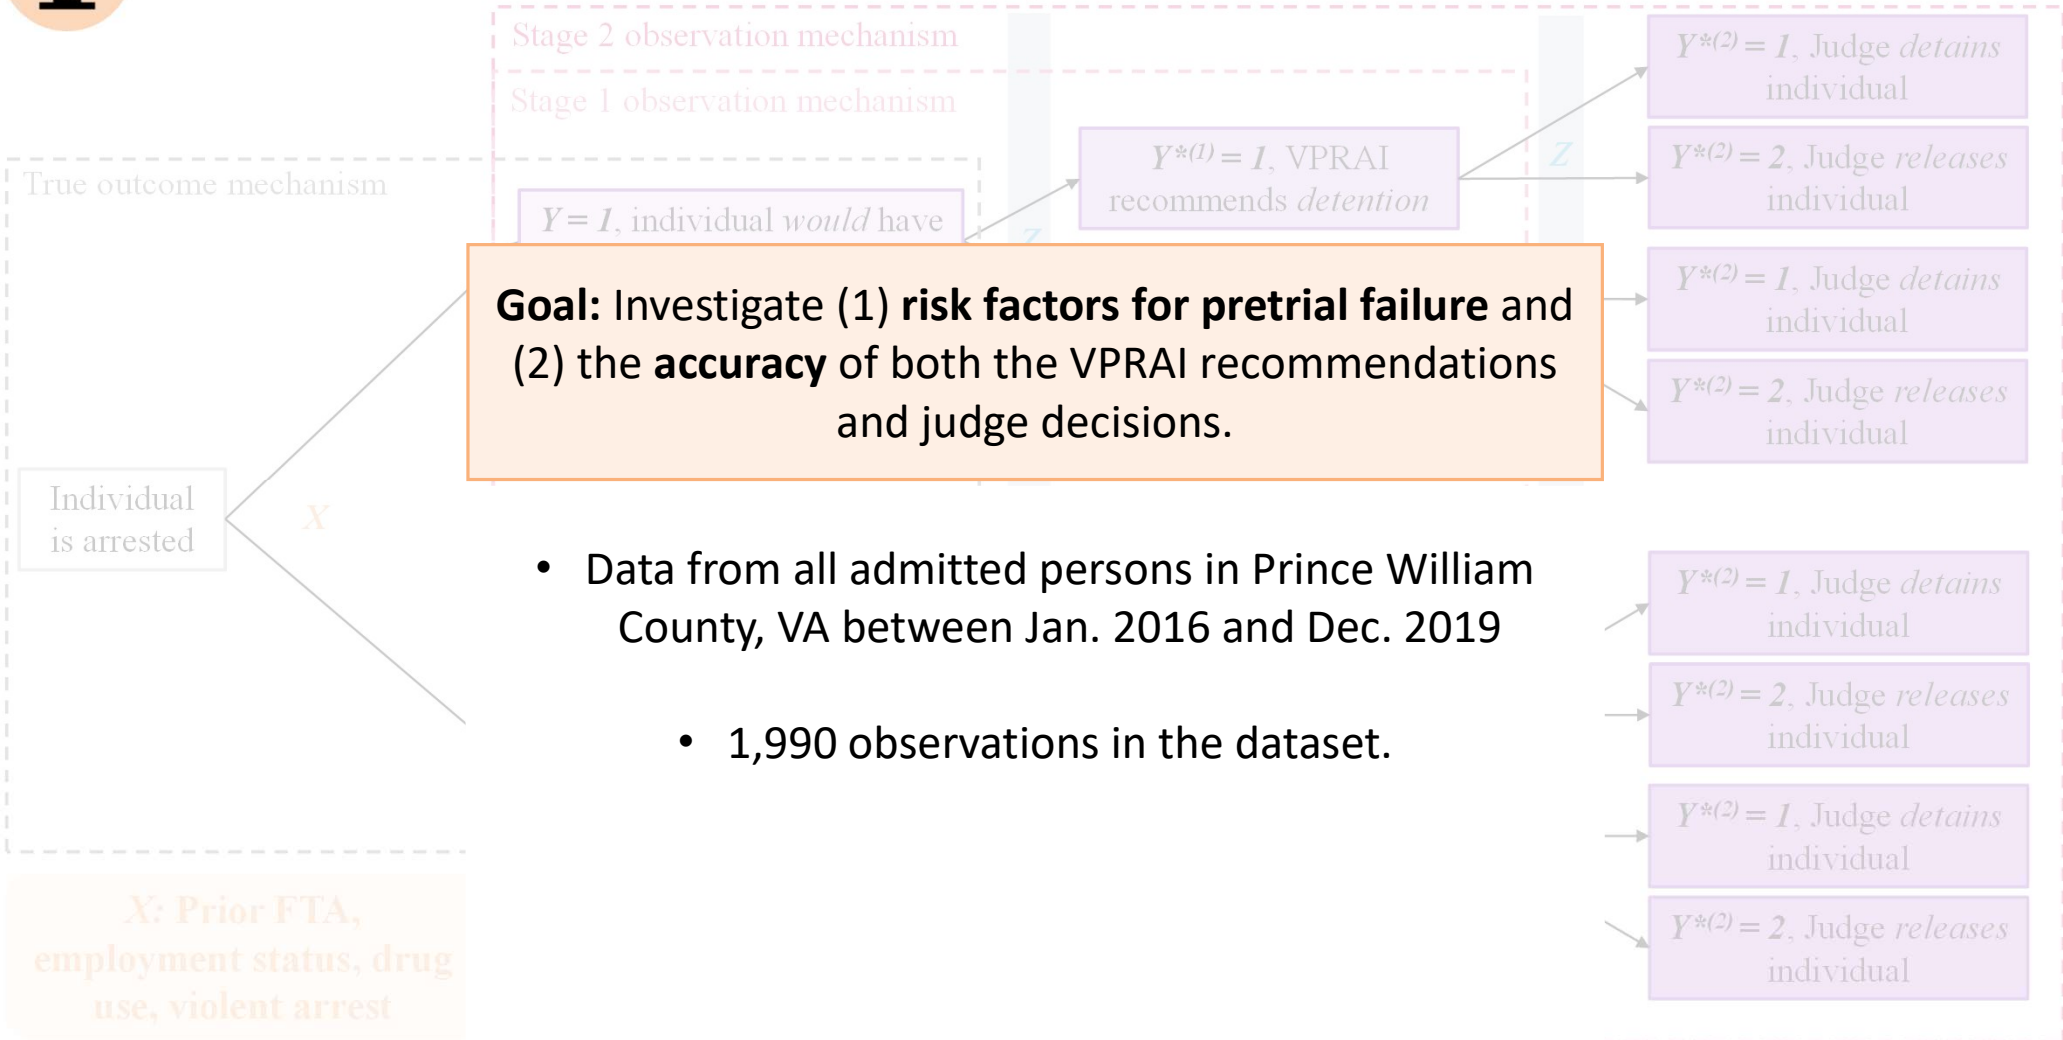 Stage 2 observation mechanism
Stage 1 observation mechanism
True outcome mechanism
Y = 1, individual would have
Z
Y*(1) = 1, VPRAI
recommends detention
Z
Y*(2) = 1, Judge detains
individual
Y*(2) = 2, Judge releases
individual
Y*(2) = 1, Judge detains
individual
Y*(2) = 2, Judge releases
individual
Goal: Investigate (1) risk factors for pretrial failure and
(2) the accuracy of both the VPRAI recommendations
and judge decisions.
Individual
is arrested
X
• Data from all admitted persons in Prince William
County, VA between Jan. 2016 and Dec. 2019
• 1,990 observations in the dataset.
Y*(2) = 1, Judge detains
individual
Y*(2) = 2, Judge releases
individual
Y*(2) = 1, Judge detains
individual
Y*(2) = 2, Judge releases
individual
X: Prior FTA,
employment status, drug
use, violent arrest